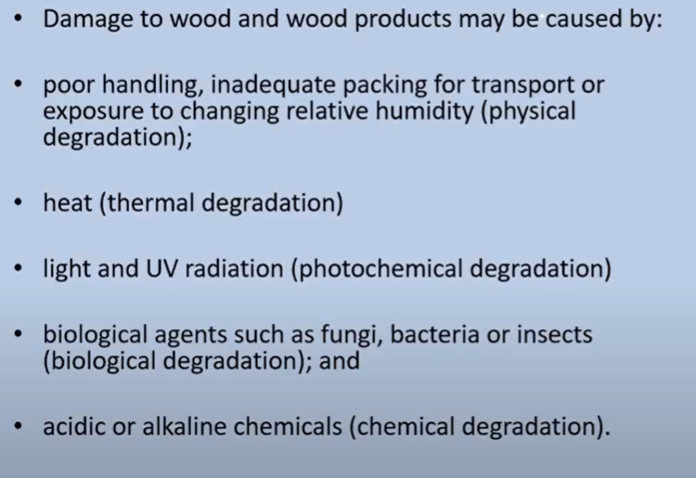 • Damage to wood and wood products may be caused by:
• poor handling, inadequate packing for transport or
exposure to changing relative humidity (physical
degradation);
• heat (thermal degradation)
• light and UV radiation (photochemical degradation)
• biological agents such as fungi, bacteria or insects
(biological degradation); and
• acidic or alkaline chemicals (chemical degradation).